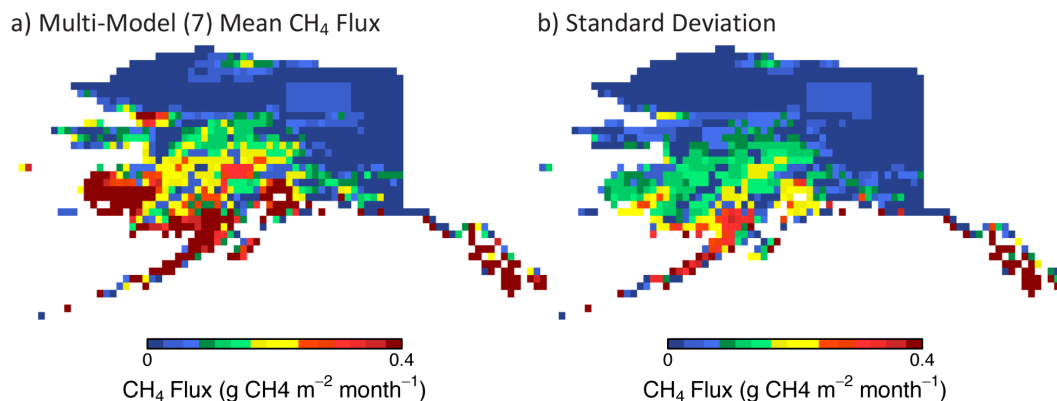 a) Multi-Model (7) Mean CH₄ Flux
b) Standard Deviation
0 0.4
CH₄ Flux (g CH4 m⁻² month⁻¹)
0 0.4
CH₄ Flux (g CH4 m⁻² month⁻¹)